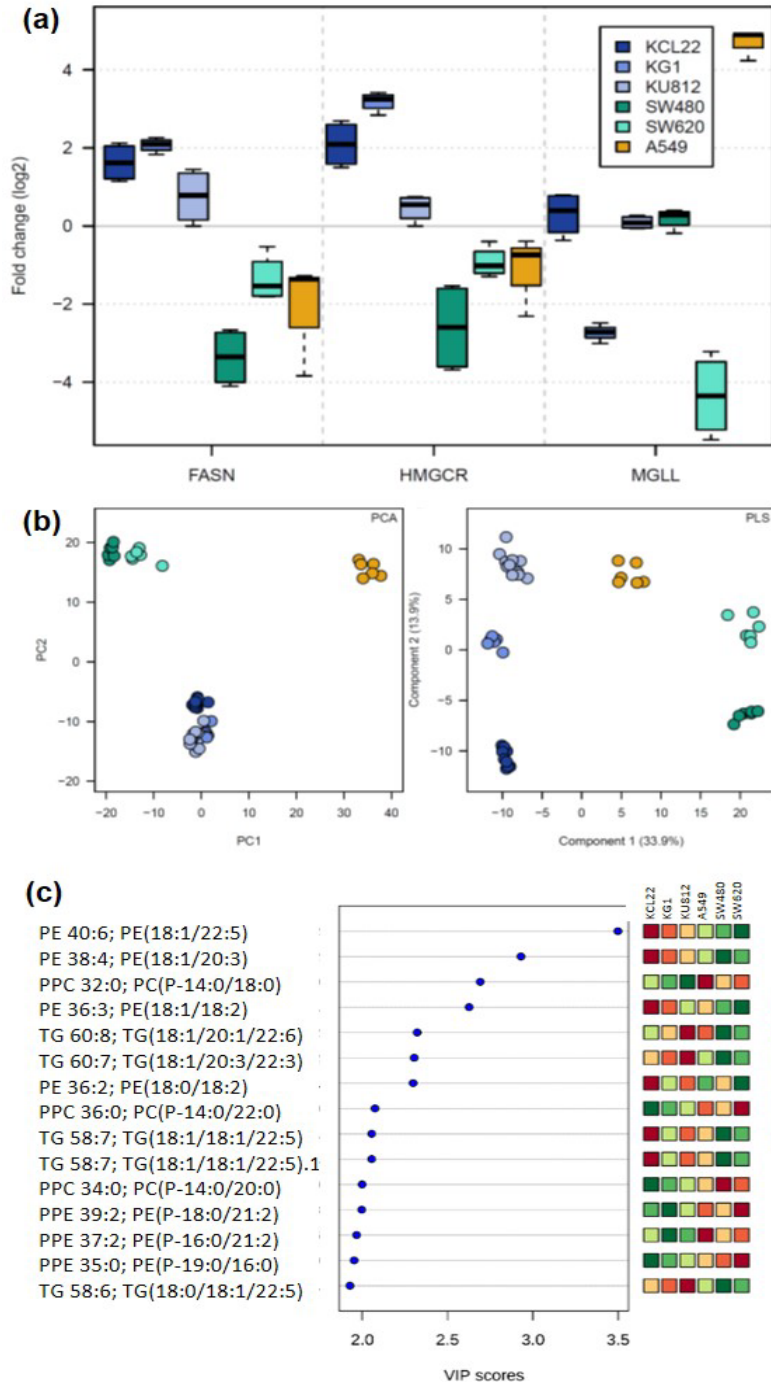 (a)
4
2
0
−2
−4
Fold change (log2)
KCL22
KG1
KU812
SW480
SW620
A549
FASN
HMGCR
MGLL
(b)
PCA
20
10
0
−10
−20
PC2
−20
−10
0
10
20
30
40
PC1
PLS
10
5
0
−5
−10
Component 2 (13.9%)
−10
−5
0
5
10
15
20
Component 1 (33.9%)
(c)
KCL22
KG1
KU812
A549
SW480
SW620
PE 40:6; PE(18:1/22:5)
PE 38:4; PE(18:1/20:3)
PPC 32:0; PC(P-14:0/18:0)
PE 36:3; PE(18:1/18:2)
TG 60:8; TG(18:1/20:1/22:6)
TG 60:7; TG(18:1/20:3/22:3)
PE 36:2; PE(18:0/18:2)
PPC 36:0; PC(P-14:0/22:0)
TG 58:7; TG(18:1/18:1/22:5)
TG 58:7; TG(18:1/18:1/22:5).1
PPC 34:0; PC(P-14:0/20:0)
PPE 39:2; PE(P-18:0/21:2)
PPE 37:2; PE(P-16:0/21:2)
PPE 35:0; PE(P-19:0/16:0)
TG 58:6; TG(18:0/18:1/22:5)
2.0
2.5
3.0
3.5
VIP scores